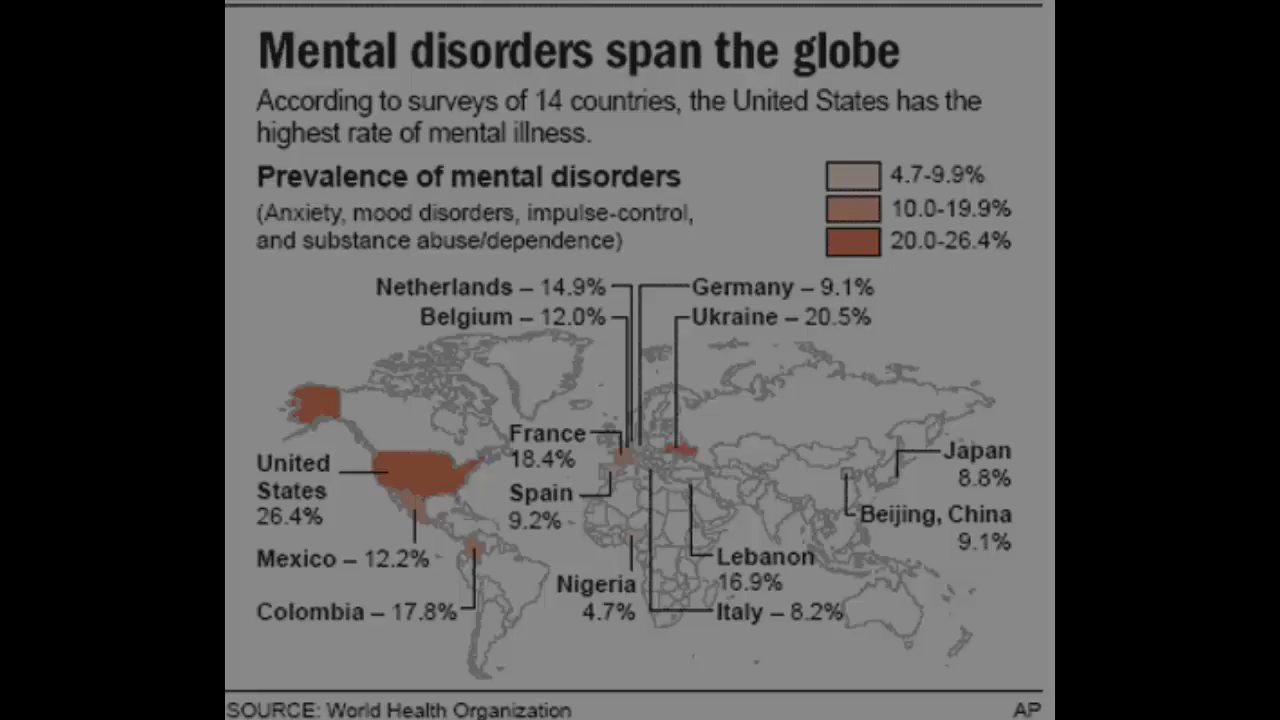 Mental disorders span the globe
According to surveys of 14 countries, the United States has the
highest rate of mental illness.
Prevalence of mental disorders
(Anxiety, mood disorders, impulse-control,
and substance abuse/dependence)
4.7-9.9%
10.0-19.9%
20.0-26.4%
Netherlands – 14.9%
Belgium – 12.0%
Germany – 9.1%
Ukraine – 20.5%
France
18.4%
Spain
9.2%
United
States
26.4%
Mexico – 12.2%
Colombia – 17.8%
Nigeria
4.7%
Lebanon
16.9%
Italy – 8.2%
Japan
8.8%
Beijing, China
9.1%
SOURCE: World Health Organization
AP